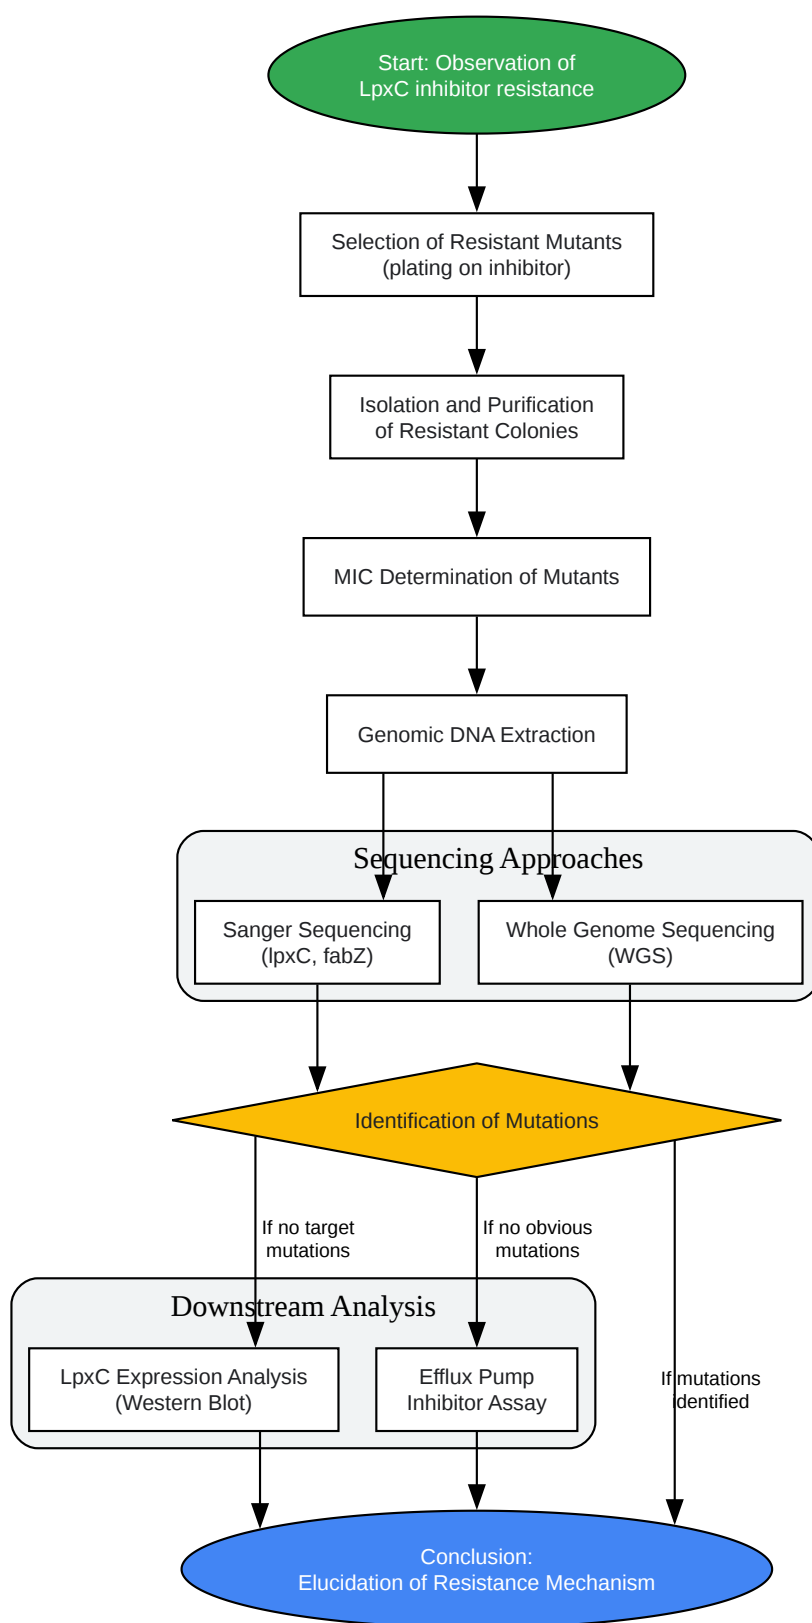 Start: Observation of
LpxC inhibitor resistance
Selection of Resistant Mutants
(plating on inhibitor)
Isolation and Purification
of Resistant Colonies
MIC Determination of Mutants
Genomic DNA Extraction
Sequencing Approaches
Sanger Sequencing
(lpxC, fabZ)
Whole Genome Sequencing
(WGS)
Identification of Mutations
If no target
mutations
If no obvious
mutations
If mutations
identified
Downstream Analysis
LpxC Expression Analysis
(Western Blot)
Efflux Pump
Inhibitor Assay
Conclusion:
Elucidation of Resistance Mechanism